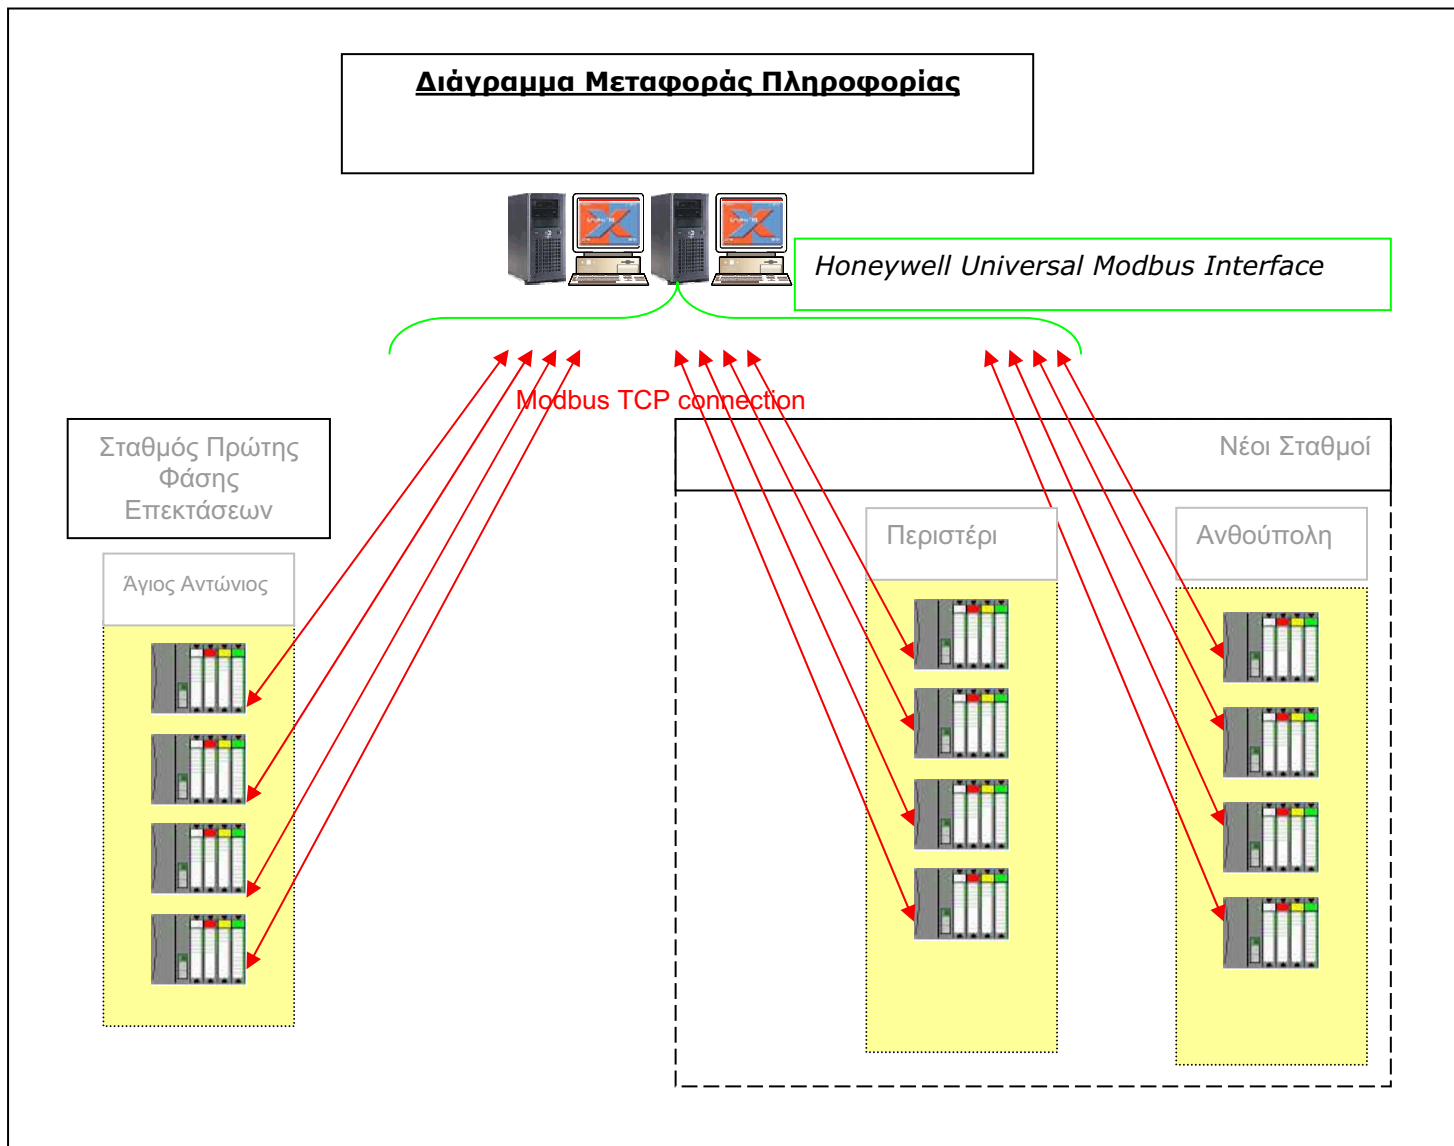 Διάγραμμα Μεταφοράς Πληροφορίας
Honeywell Universal Modbus Interface
Modbus TCP connection
Σταθμός Πρώτης
Φάσης
Επεκτάσεων
Νέοι Σταθμοί
Άγιος Αντώνιος
Περιστέρι
Ανθούπολη